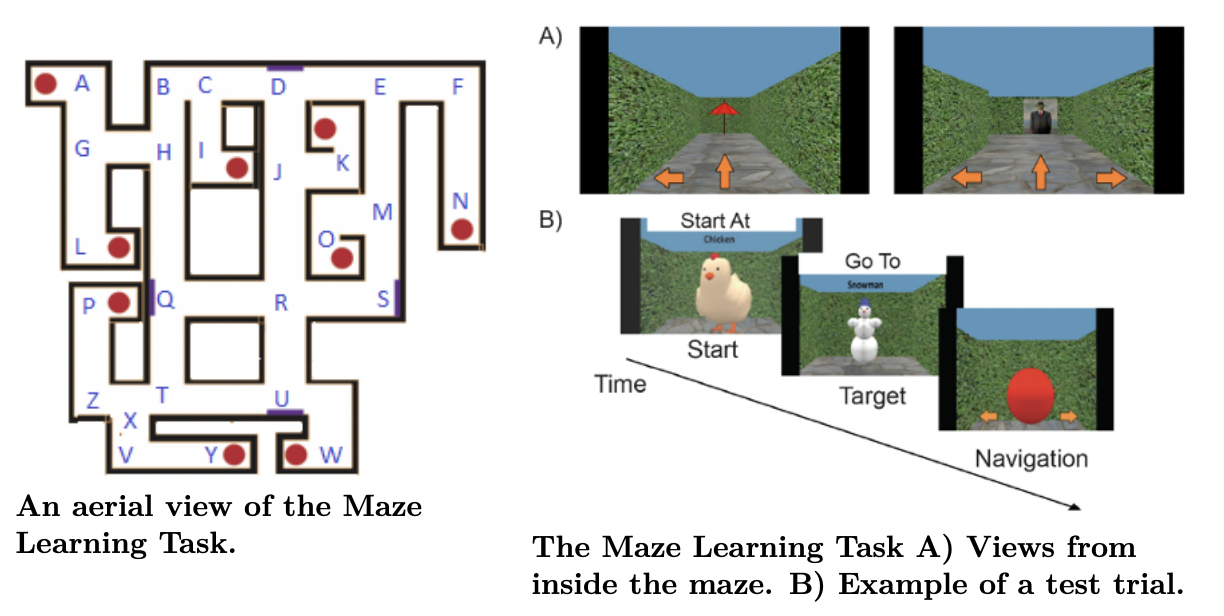 A B C D E F
G H I J K
L M N
O
P Q R S
Z T U
X
V Y W
An aerial view of the Maze
Learning Task.
A)
B)
Start At
Chicken
Start
Go To
Snowman
Target
Time
Navigation
The Maze Learning Task A) Views from
inside the maze. B) Example of a test trial.